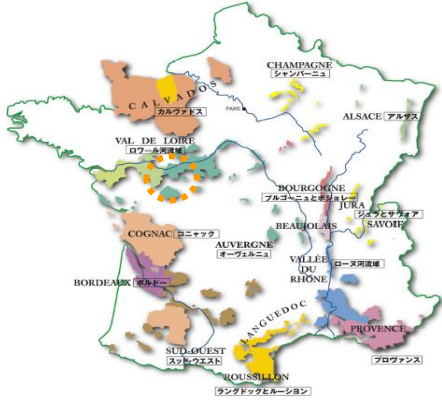 CHAMPAGNE
シャンパーニュ
CALVADOS
カルヴァドス
PARIS
ALSACE アルザス
VAL DE LOIRE
ロワール河流域
BOURGOGNE
ブルゴーニュとボジョレー
JURA
ジュラとサヴォア
SAVOIE
BEAUJOLAIS
COGNAC コニャック
AUVERGNE
オーヴェルニュ
VALLÉE DU RHÔNE
ローヌ河流域
BORDEAUX ボルドー
LANGUEDOC
PROVENCE
プロヴァンス
SUD-OUEST
スッド・ウエスト
ROUSSILLON
ラングドックとルーション